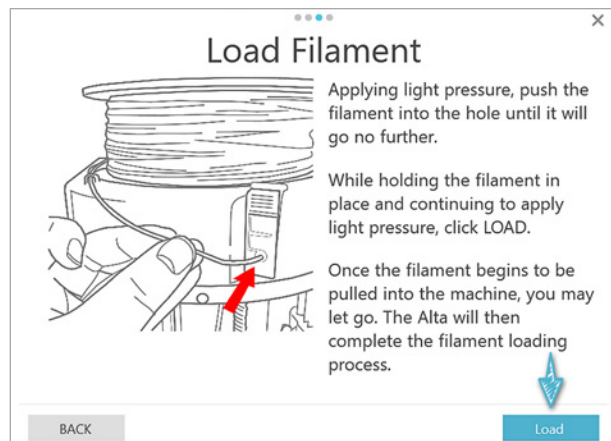 Load Filament
Applying light pressure, push the
filament into the hole until it will
go no further.
While holding the filament in
place and continuing to apply
light pressure, click LOAD.
Once the filament begins to be
pulled into the machine, you may
let go. The Alta will then
complete the filament loading
process.
BACK
Load